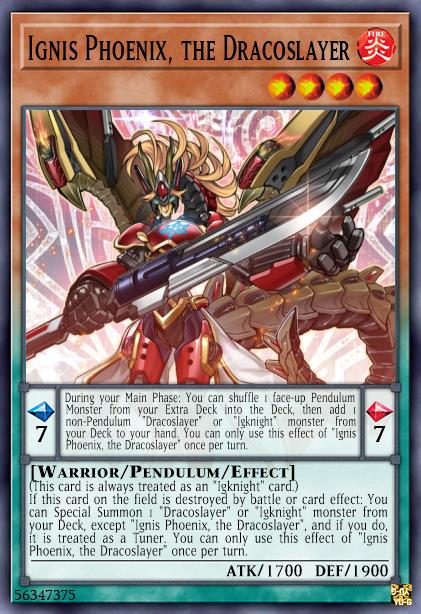 IGNIS PHOENIX, THE DRACOSLAYER
FIRE
炎
During your Main Phase: You can shuffle 1 face-up Pendulum
Monster from your Extra Deck into the Deck, then add 1
non-Pendulum "Dracoslayer" or "Igknight" monster from
your Deck to your hand. You can only use this effect of "Ignis
Phoenix, the Dracoslayer" once per turn.
7
7
[WARRIOR/PENDULUM/EFFECT]
(This card is always treated as an "Igknight" card.)
If this card on the field is destroyed by battle or card effect: You
can Special Summon 1 "Dracoslayer" or "Igknight" monster from
your Deck, except "Ignis Phoenix, the Dracoslayer", and if you do,
it is treated as a Tuner. You can only use this effect of "Ignis
Phoenix, the Dracoslayer" once per turn.
ATK/1700 DEF/1900
56347375